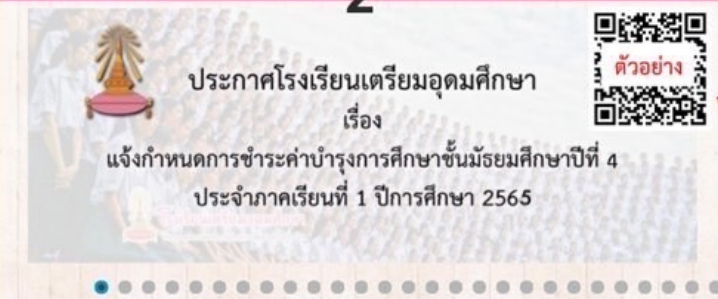 2
ประกาศโรงเรียนเตรียมอุดมศึกษา
ตัวอย่าง
เรื่อง
แจ้งกำหนดการชำระค่าบำรุงการศึกษาชั้นมัธยมศึกษาปีที่ 4
ประจำภาคเรียนที่ 1 ปีการศึกษา 2565